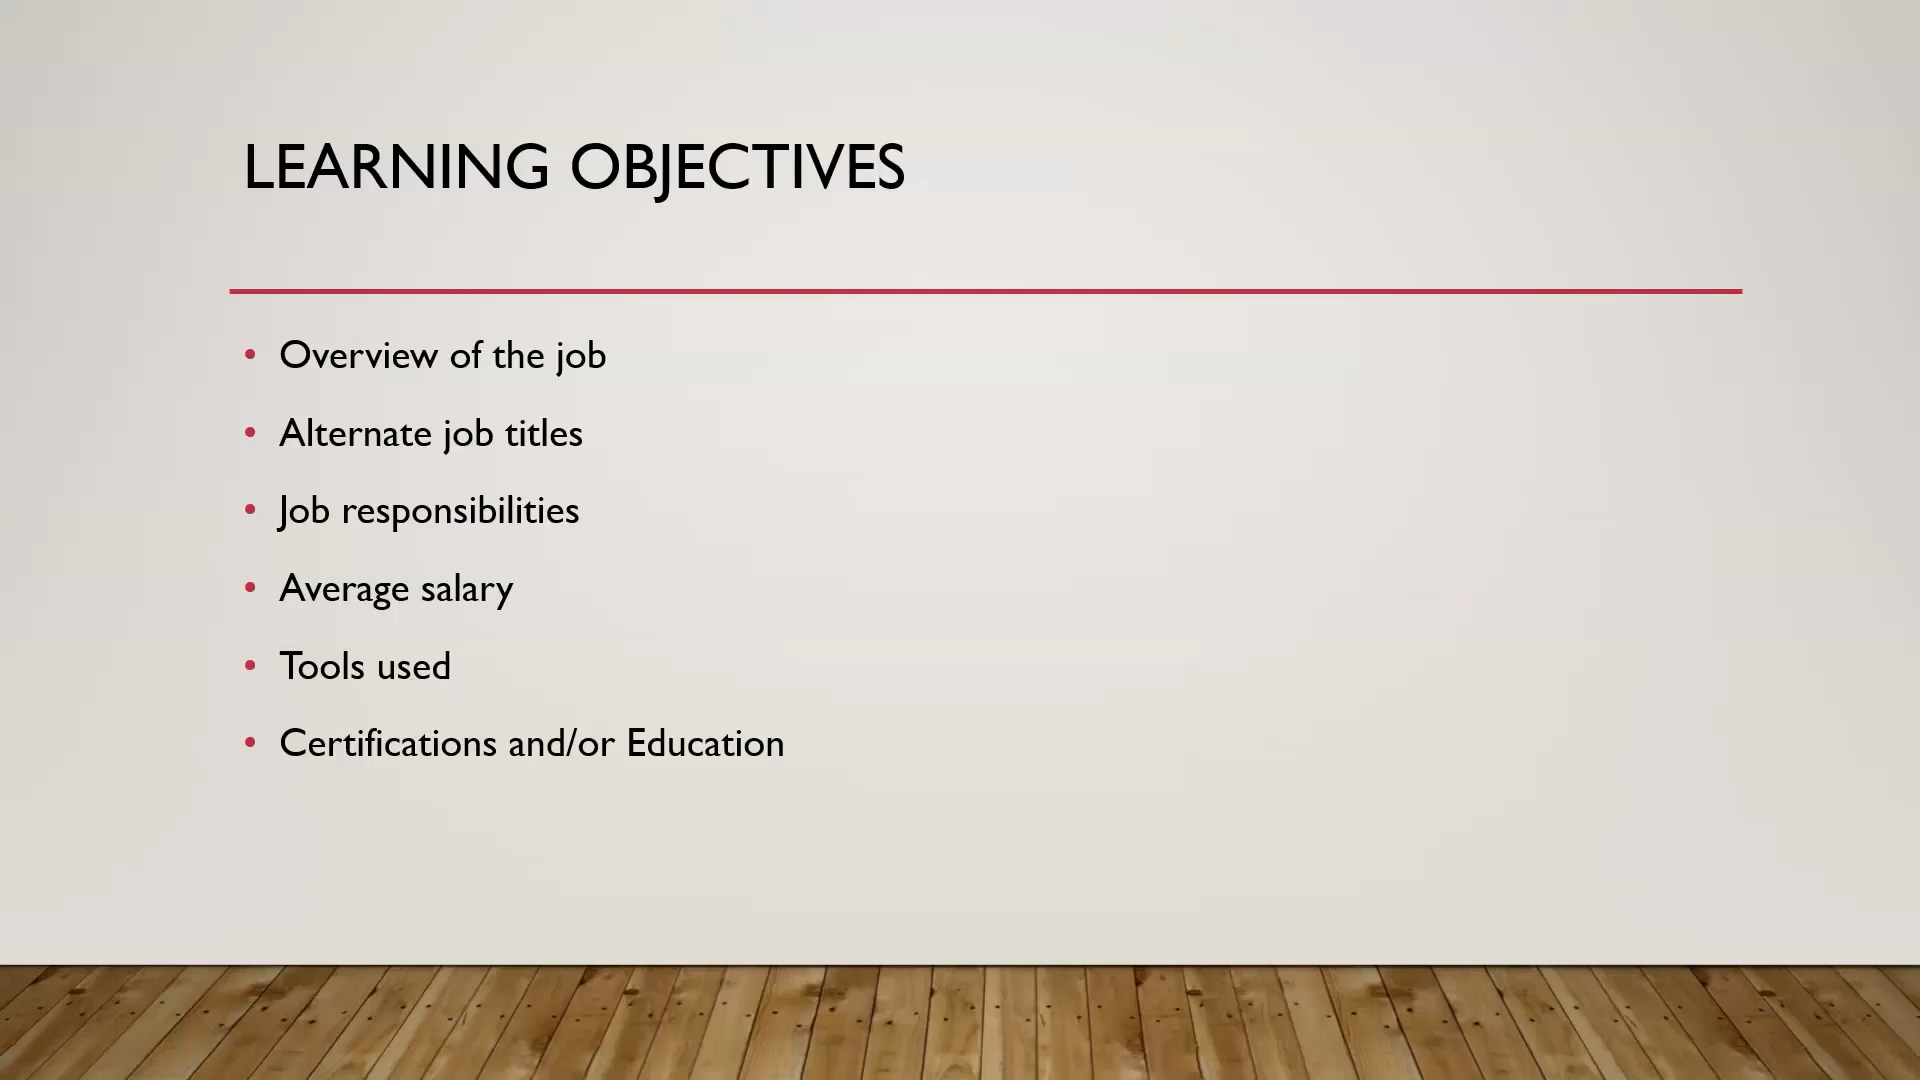 LEARNING OBJECTIVES
• Overview of the job
• Alternate job titles
• Job responsibilities
• Average salary
• Tools used
• Certifications and/or Education